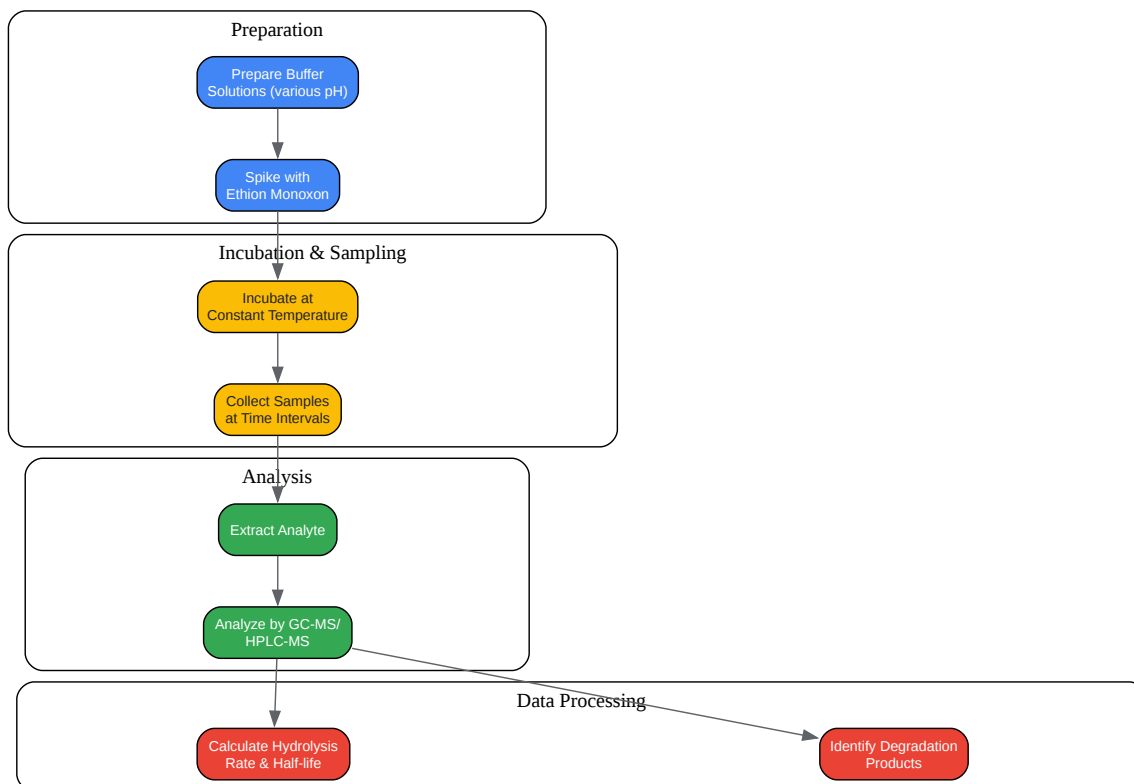 Preparation
Prepare Buffer
Solutions (various pH)
Spike with
Ethion Monoxon
Incubation & Sampling
Incubate at
Constant Temperature
Collect Samples
at Time Intervals
Analysis
Extract Analyte
Analyze by GC-MS/
HPLC-MS
Data Processing
Calculate Hydrolysis
Rate & Half-life
Identify Degradation
Products